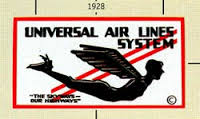 1928
UNIVERSAL AIR LINES
SYSTEM
"THE SKYWAYS—
OUR HIGHWAYS"
©